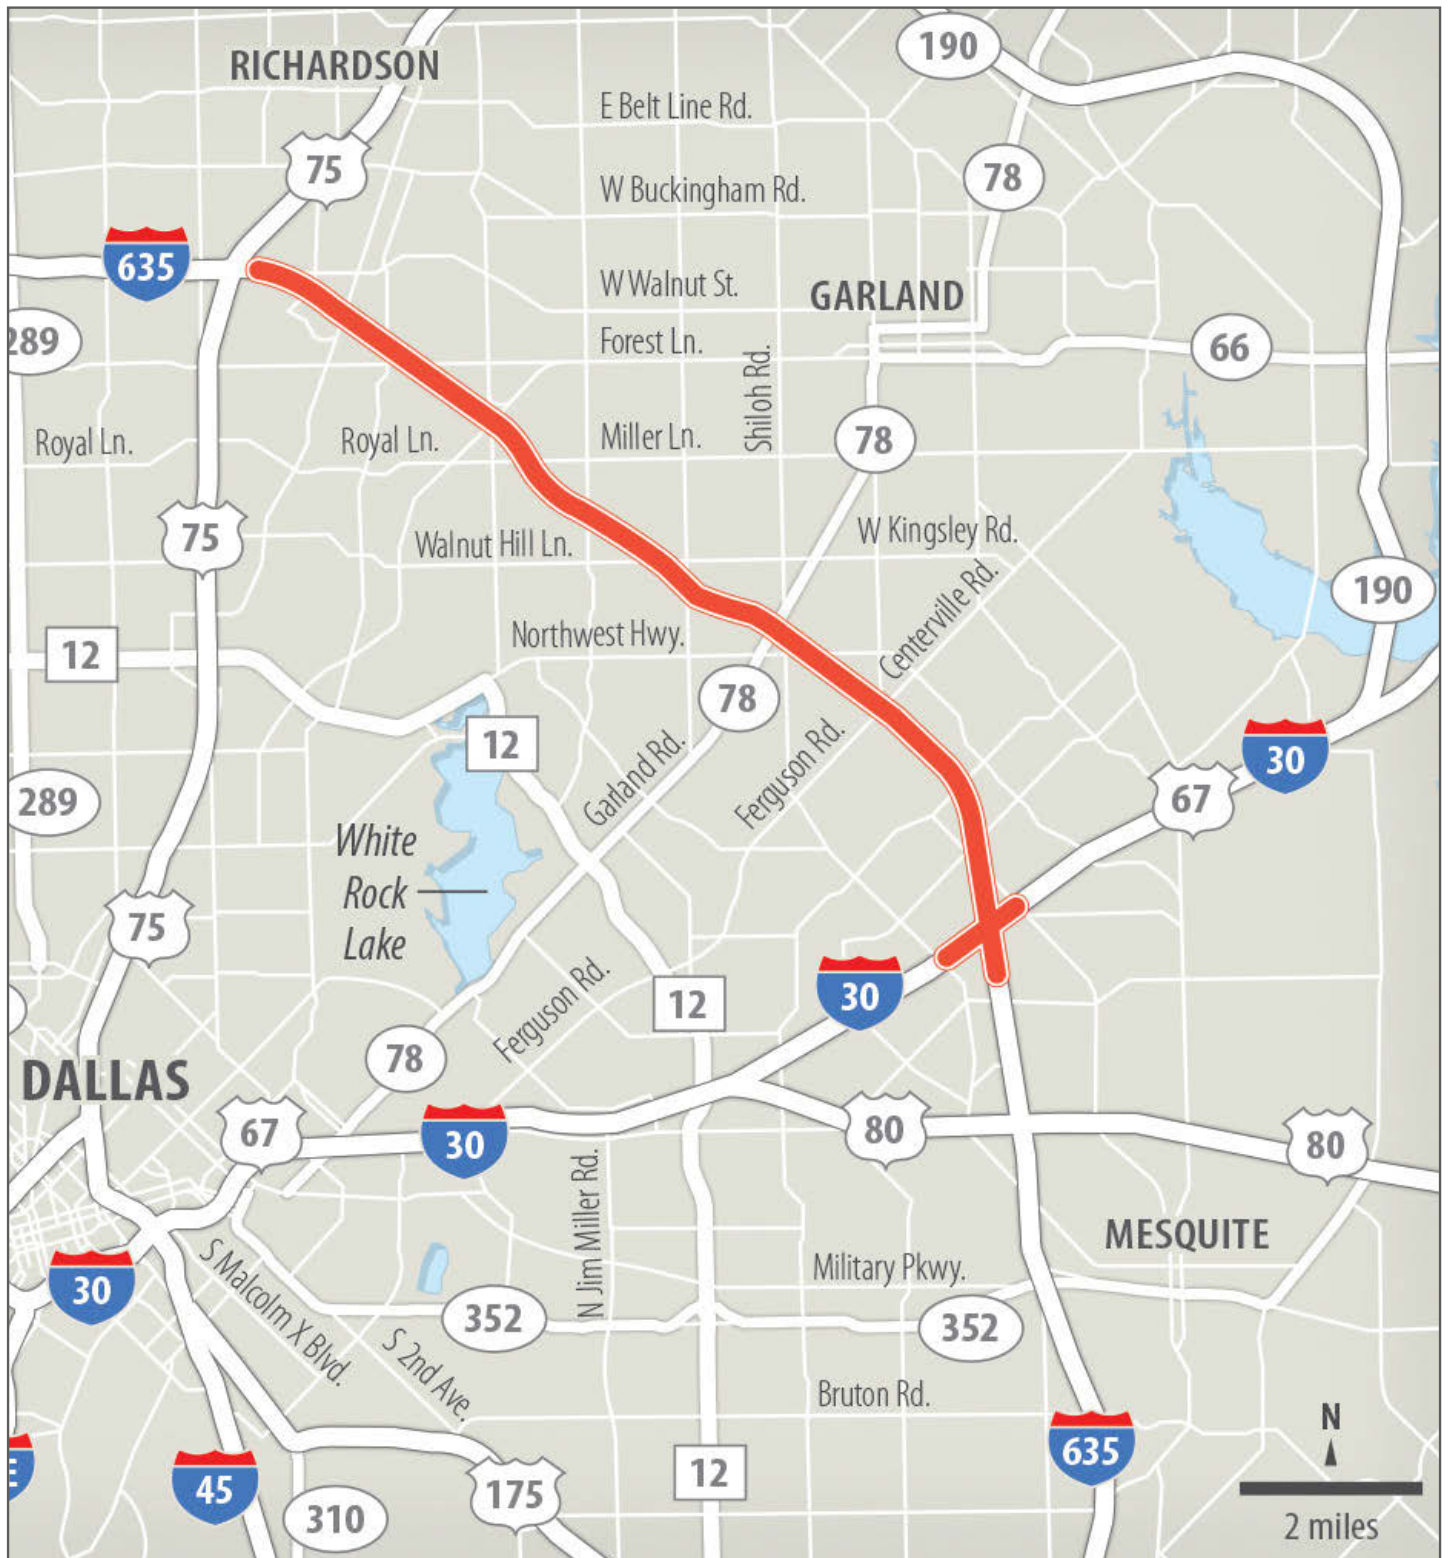 190
RICHARDSON
E Belt Line Rd.
75
78
W Buckingham Rd.
635
W Walnut St.
GARLAND
289
Forest Ln.
66
Shiloh Rd.
Royal Ln.
Royal Ln.
Miller Ln.
78
75
W Kingsley Rd.
Walnut Hill Ln.
190
Centerville Rd.
Northwest Hwy.
12
78
12
30
Garland Rd.
Ferguson Rd.
67
289
White
Rock
Lake
75
30
12
Ferguson Rd.
78
DALLAS
67
30
80
80
N Jim Miller Rd.
MESQUITE
Military Pkwy.
30
S Malcolm X Blvd.
352
352
S 2nd Ave.
Bruton Rd.
N
635
E
45
12
175
310
2 miles